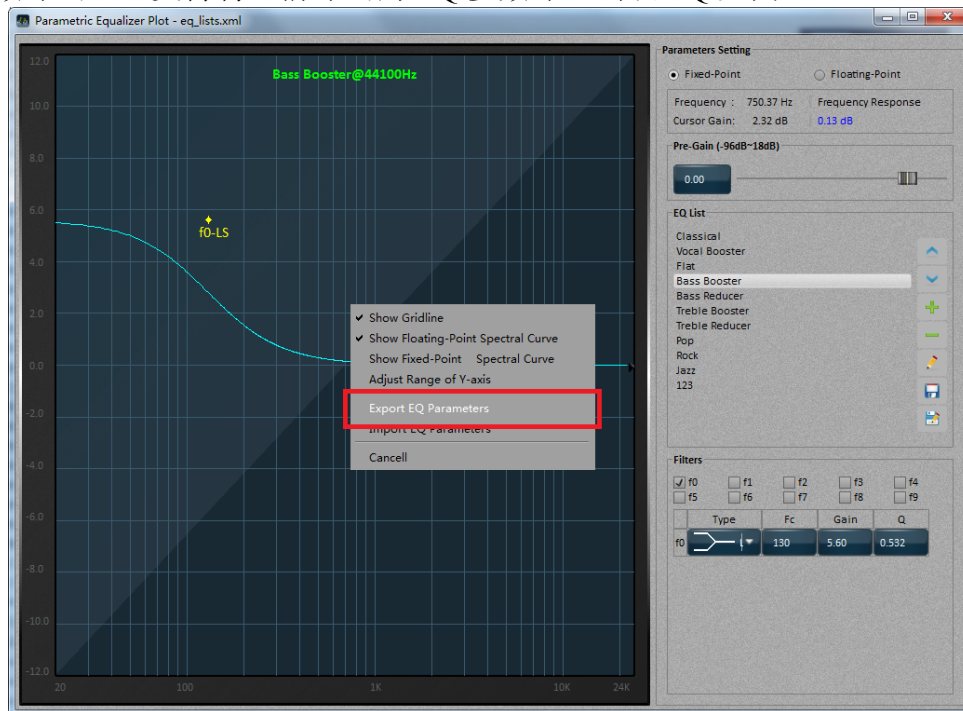 Parametric Equalizer Plot - eq_lists.xml
Bass Booster@44100Hz
12.0
10.0
8.0
6.0
4.0
2.0
0.0
-2.0
-4.0
-6.0
-8.0
-10.0
-12.0
20
100
1K
10K
24K
f0-LS
Show Gridline
Show Floating-Point Spectral Curve
Show Fixed-Point Spectral Curve
Adjust Range of Y-axis
Export EQ Parameters
Import EQ Parameters
Cancell
Parameters Setting
Fixed-Point Floating-Point
Frequency : 750.37 Hz Frequency Response
Cursor Gain: 2.32 dB 0.13 dB
Pre-Gain (-96dB~18dB)
0.00
EQ List
Classical
Vocal Booster
Flat
Bass Booster
Bass Reducer
Treble Booster
Treble Reducer
Pop
Rock
Jazz
123
Filters
f0 f1 f2 f3 f4
f5 f6 f7 f8 f9
Type Fc Gain Q
f0 130 5.60 0.532